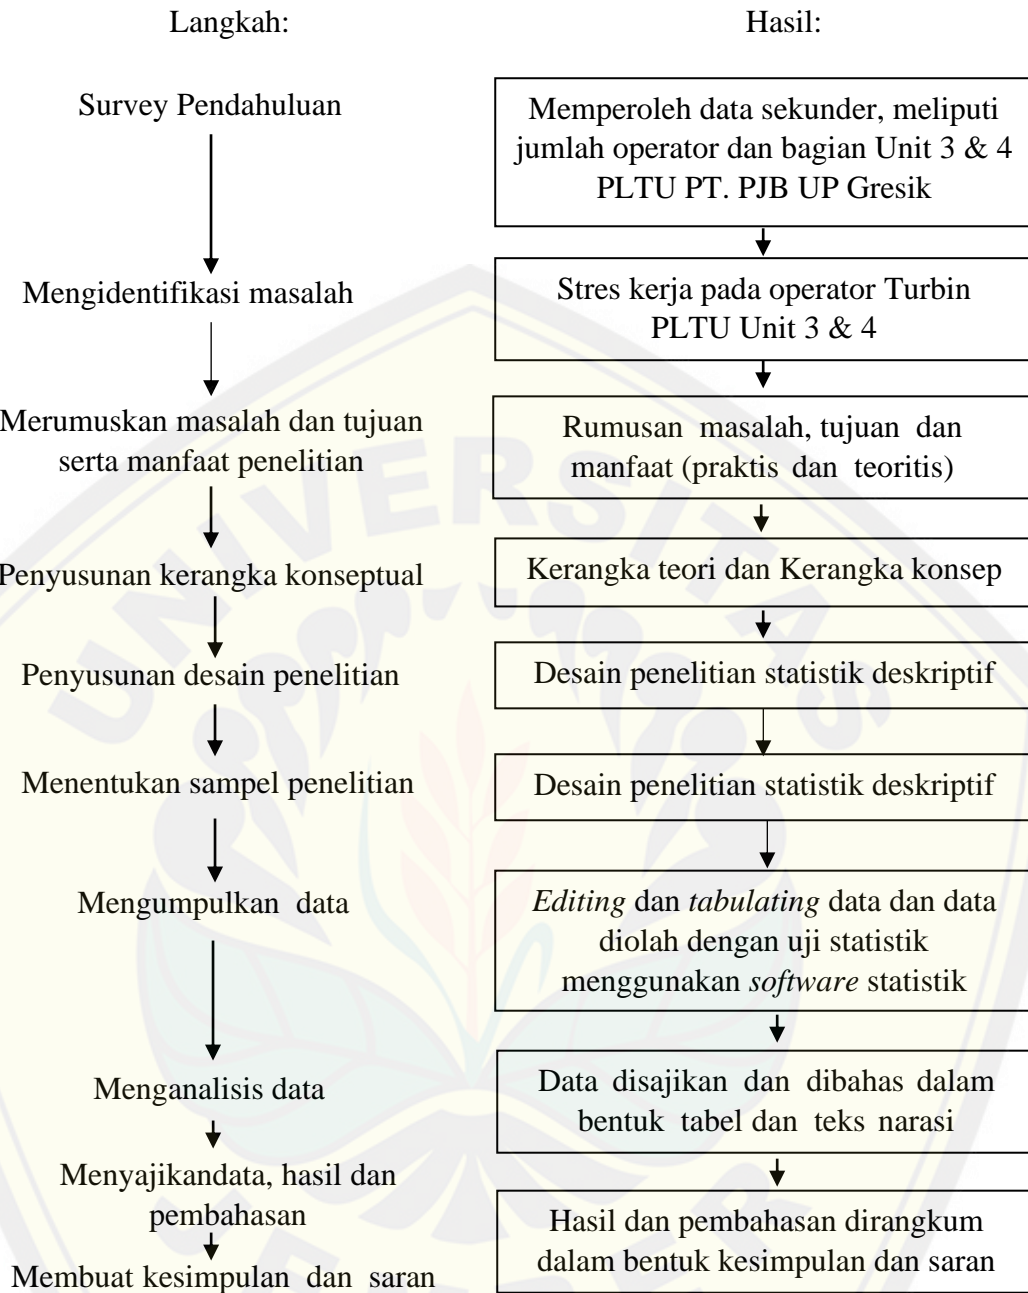 Langkah:
Hasil:
Survey Pendahuluan
Memperoleh data sekunder, meliputi
jumlah operator dan bagian Unit 3 & 4
PLTU PT. PJB UP Gresik
Mengidentifikasi masalah
Stres kerja pada operator Turbin
PLTU Unit 3 & 4
Merumuskan masalah dan tujuan
serta manfaat penelitian
Rumusan masalah, tujuan dan
manfaat (praktis dan teoritis)
Penyusunan kerangka konseptual
Kerangka teori dan Kerangka konsep
Penyusunan desain penelitian
Desain penelitian statistik deskriptif
Menentukan sampel penelitian
Desain penelitian statistik deskriptif
Mengumpulkan data
Editing dan tabulating data dan data
diolah dengan uji statistik
menggunakan software statistik
Menganalisis data
Data disajikan dan dibahas dalam
bentuk tabel dan teks narasi
Menyajikandata, hasil dan
pembahasan
Hasil dan pembahasan dirangkum
dalam bentuk kesimpulan dan saran
Membuat kesimpulan dan saran
UNIVERSITAS